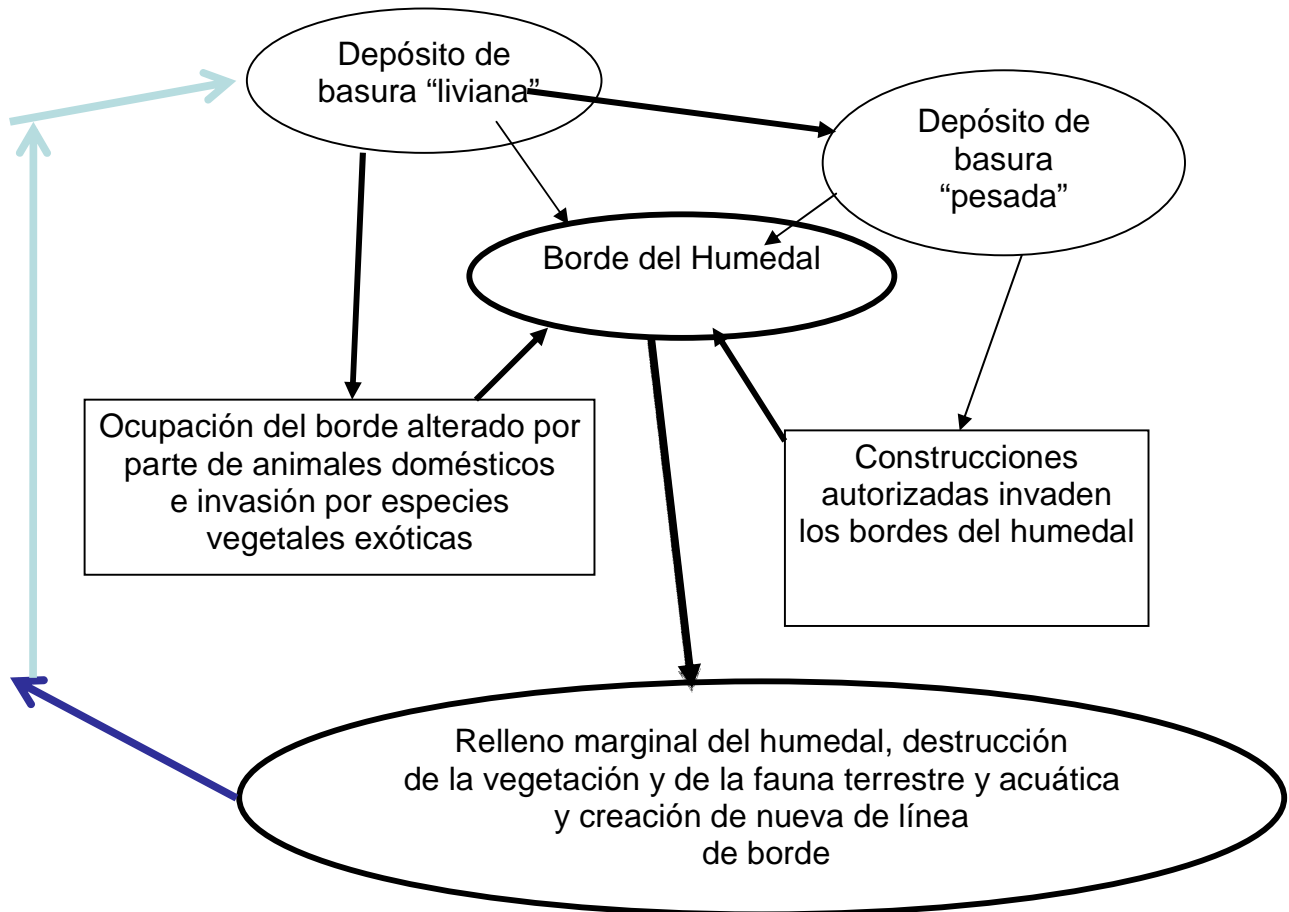 Depósito de
basura “liviana”
Depósito de
basura
“pesada”
Borde del Humedal
Ocupación del borde alterado por
parte de animales domésticos
e invasión por especies
vegetales exóticas
Construcciones
autorizadas invaden
los bordes del humedal
Relleno marginal del humedal, destrucción
de la vegetación y de la fauna terrestre y acuática
y creación de nueva de línea
de borde